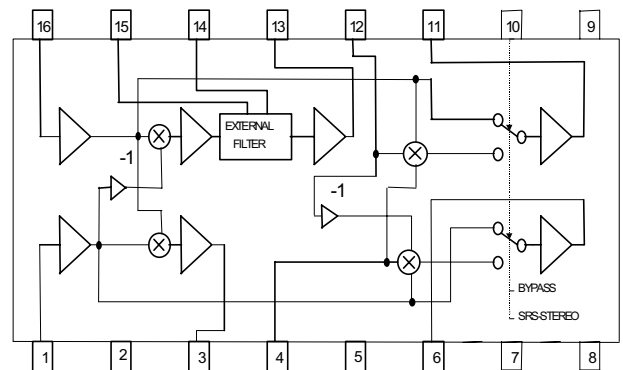 16 15 14 13 12 11 10 9
EXTERNAL
FILTER
-1
-1
BYPASS
SRS-STEREO
1 2 3 4 5 6 7 8